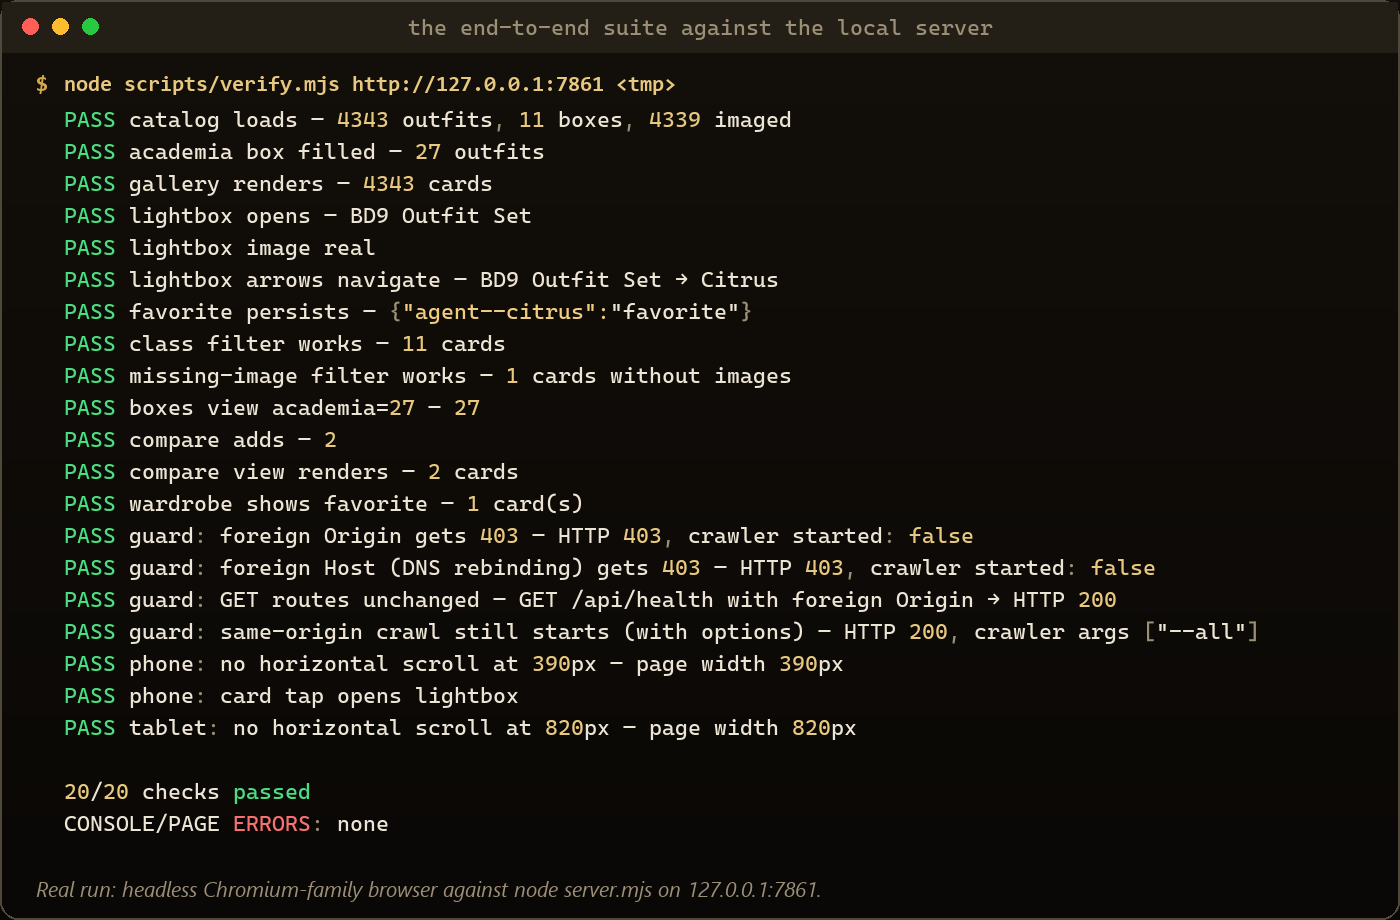 the end-to-end suite against the local server
$ node scripts/verify.mjs http://127.0.0.1:7861 <tmp>
PASS catalog loads — 4343 outfits, 11 boxes, 4339 imaged
PASS academia box filled — 27 outfits
PASS gallery renders — 4343 cards
PASS lightbox opens — BD9 Outfit Set
PASS lightbox image real
PASS lightbox arrows navigate — BD9 Outfit Set → Citrus
PASS favorite persists — {"agent--citrus":"favorite"}
PASS class filter works — 11 cards
PASS missing-image filter works — 1 cards without images
PASS boxes view academia=27 — 27
PASS compare adds — 2
PASS compare view renders — 2 cards
PASS wardrobe shows favorite — 1 card(s)
PASS guard: foreign Origin gets 403 — HTTP 403, crawler started: false
PASS guard: foreign Host (DNS rebinding) gets 403 — HTTP 403, crawler started: false
PASS guard: GET routes unchanged — GET /api/health with foreign Origin → HTTP 200
PASS guard: same-origin crawl still starts (with options) — HTTP 200, crawler args ["--all"]
PASS phone: no horizontal scroll at 390px — page width 390px
PASS phone: card tap opens lightbox
PASS tablet: no horizontal scroll at 820px — page width 820px
20/20 checks passed
CONSOLE/PAGE ERRORS: none
Real run: headless Chromium-family browser against node server.mjs on 127.0.0.1:7861.